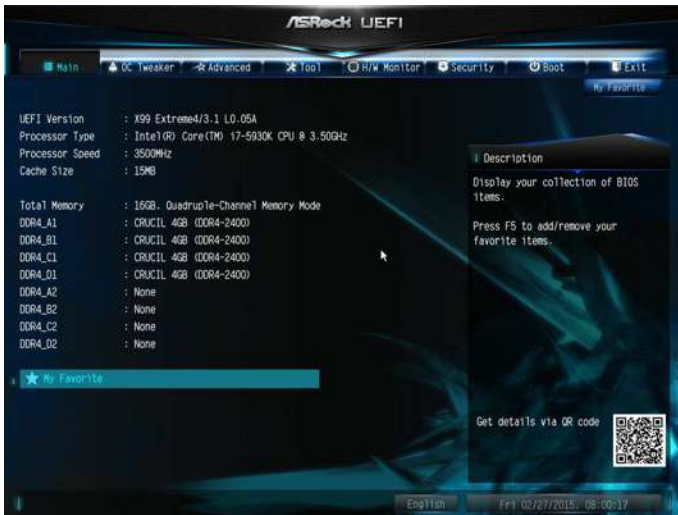 ASRock UEFI
Main OC Tweaker Advanced Tool H/W Monitor Security Boot Exit
My Favorite
UEFI Version : X99 Extreme4/3.1 L0.05A
Processor Type : Intel(R) Core(TM) i7-5930K CPU @ 3.50GHz
Processor Speed : 3500MHz
Cache Size : 15MB
Total Memory : 16GB. Quadruple-Channel Memory Mode
DDR4_A1 : CRUCIL 4GB (DDR4-2400)
DDR4_B1 : CRUCIL 4GB (DDR4-2400)
DDR4_C1 : CRUCIL 4GB (DDR4-2400)
DDR4_D1 : CRUCIL 4GB (DDR4-2400)
DDR4_A2 : None
DDR4_B2 : None
DDR4_C2 : None
DDR4_D2 : None
My Favorite
Description
Display your collection of BIOS
items.
Press F5 to add/remove your
favorite items.
Get details via QR code
English Fri 02/27/2015, 08:00:17